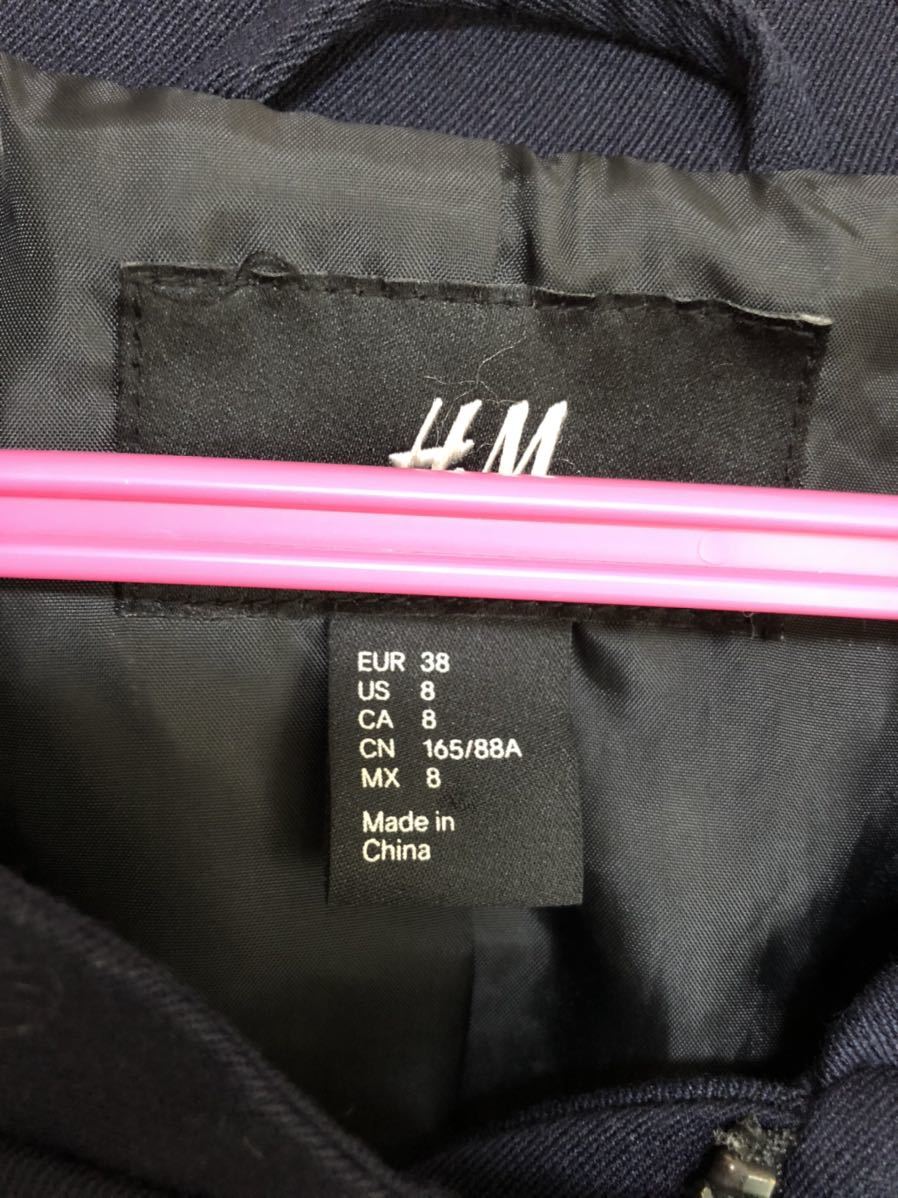 H&M
EUR 38
US 8
CA 8
CN 165/88A
MX 8
Made in
China